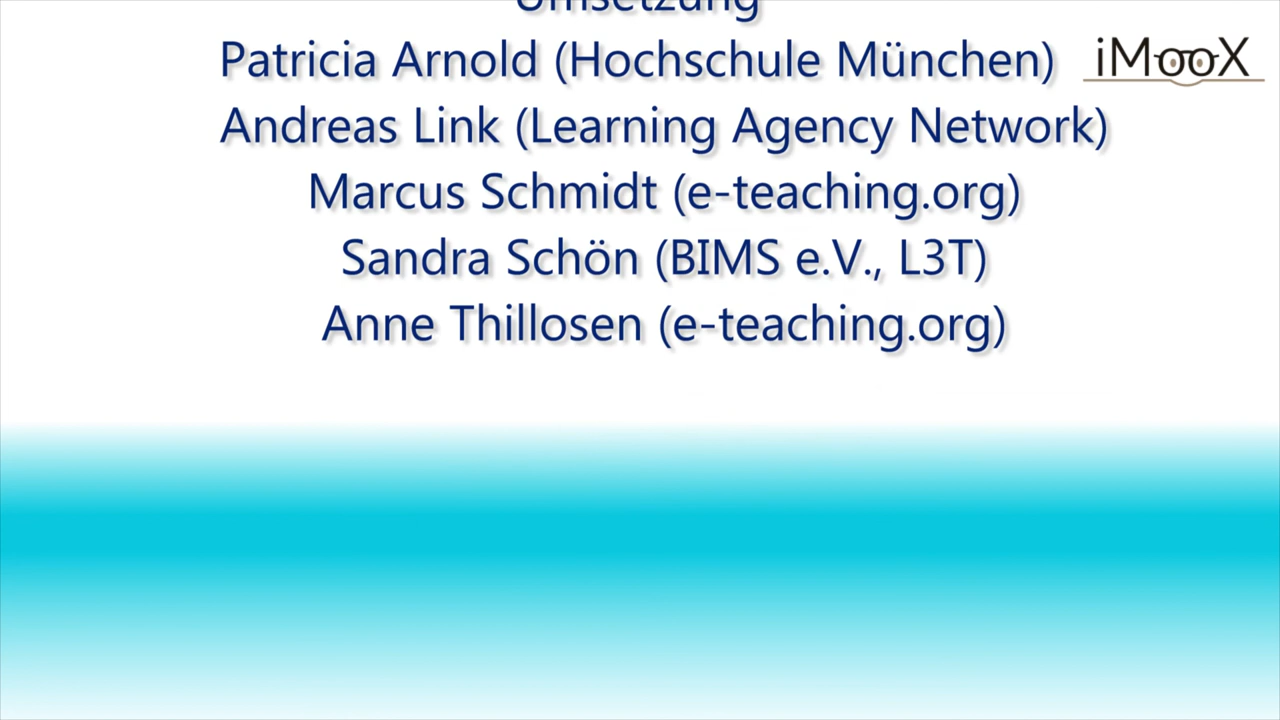 Umsetzung
Patricia Arnold (Hochschule München)
iMooX
Andreas Link (Learning Agency Network)
Marcus Schmidt (e-teaching.org)
Sandra Schön (BIMS e.V., L3T)
Anne Thillosen (e-teaching.org)